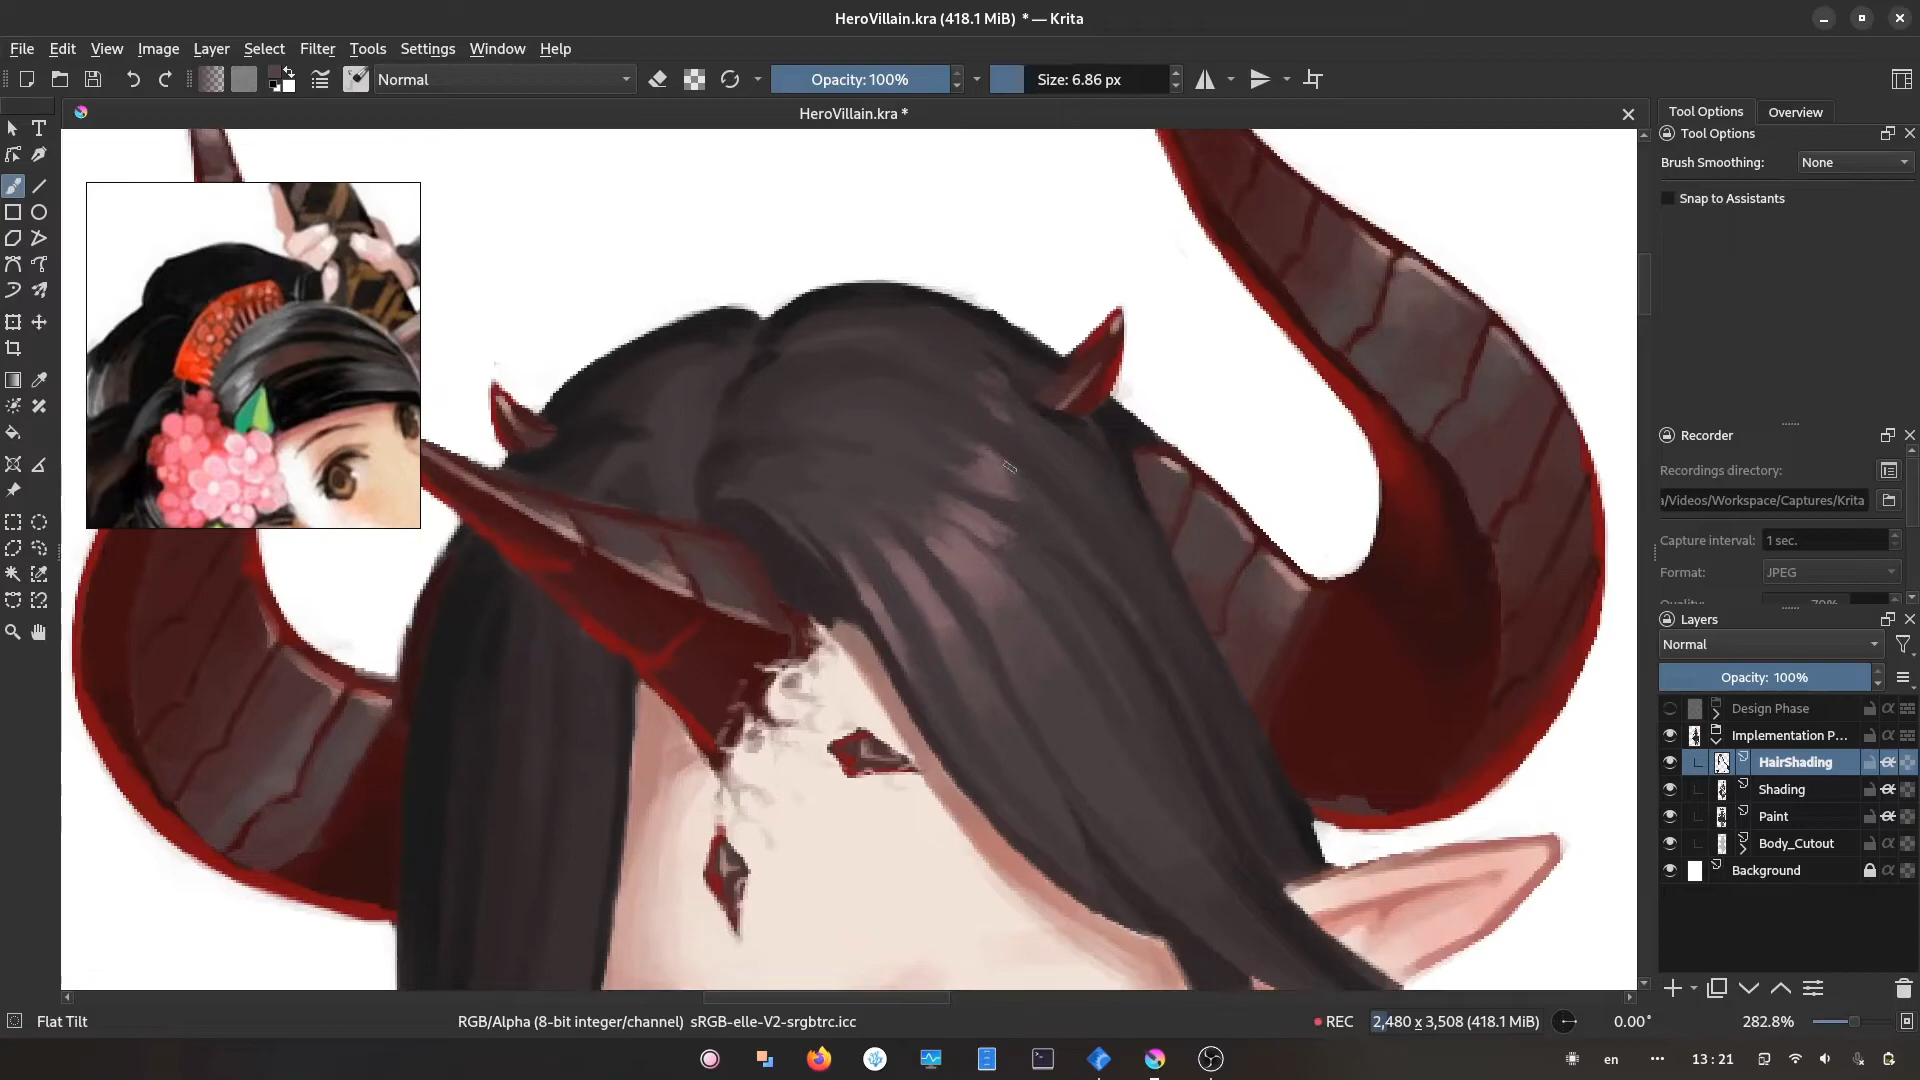 HeroVillain.kra (418.1 MiB) * — Krita
File Edit View Image Layer Select Filter Tools Settings Window Help
Normal
Opacity: 100%
Size: 6.86 px
HeroVillain.kra *
Tool Options Overview
Tool Options
Brush Smoothing: None
Snap to Assistants
Recorder
Recordings directory:
/Videos/Workspace/Captures/Krita
Capture interval: 1 sec.
Format: JPEG
Layers
Normal
Opacity: 100%
Design Phase
Implementation P...
HairShading
Shading
Paint
Body_Cutout
Background
Flat Tilt
RGB/Alpha (8-bit integer/channel) sRGB-elle-V2-srgbtrc.icc
REC
2,480 x 3,508 (418.1 MiB)
0.00°
282.8%
en
13 : 21